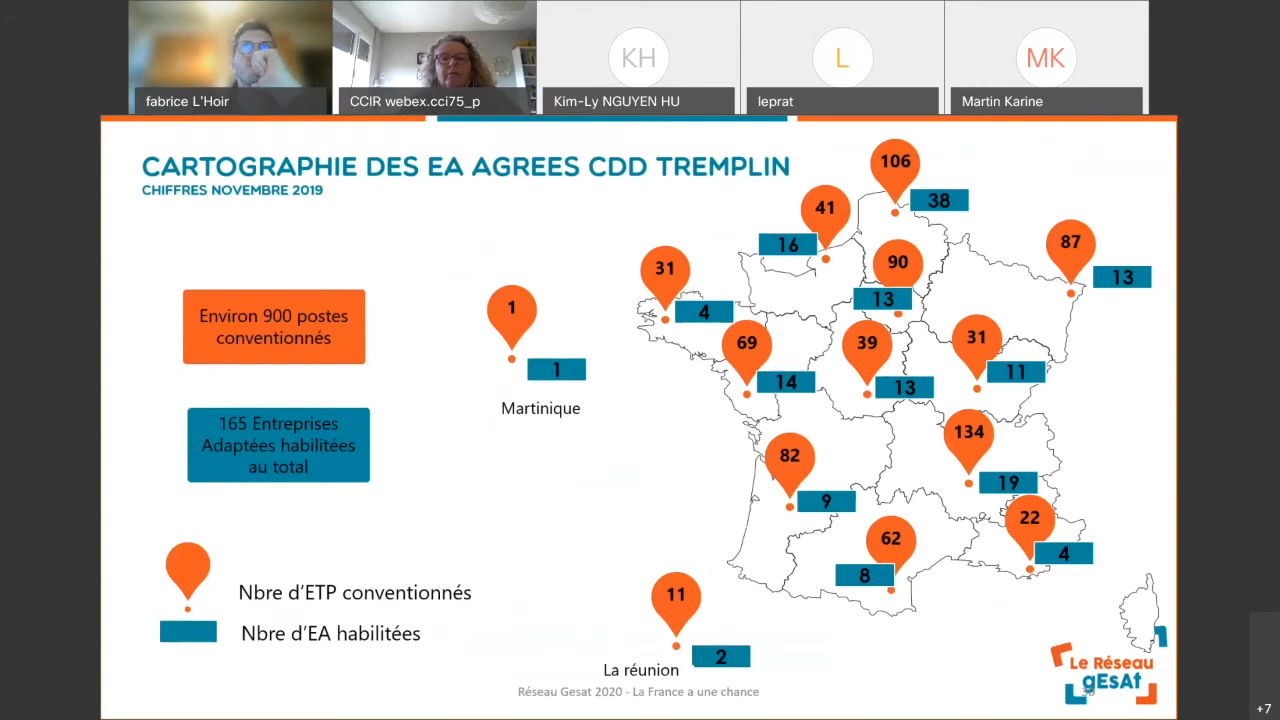 KH
L
MK
fabrice L'Hoir
CCIR webex.cci75_p
Kim-Ly NGUYEN HU
leprat
Martin Karine
CARTOGRAPHIE DES EA AGREES CDD TREMPLIN
CHIFFRES NOVEMBRE 2019
106
38
41
16
87
13
90
13
31
4
Environ 900 postes
conventionnés
1
1
Martinique
69
14
39
13
31
11
165 Entreprises
Adaptées habilitées
au total
134
19
82
9
22
4
62
8
Nbre d'ETP conventionnés
Nbre d'EA habilitées
11
2
La réunion
Le Réseau
gESAt
Réseau Gesat 2020 - La France a une chance
+7